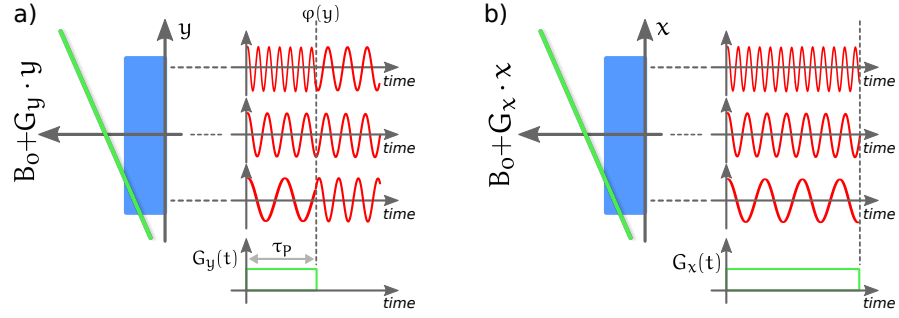 a)
φ(y)
y
B₀+G_y · y
time
time
time
G_y(t)
τ_P
time
b)
x
B₀+G_x · x
time
time
time
G_x(t)
time